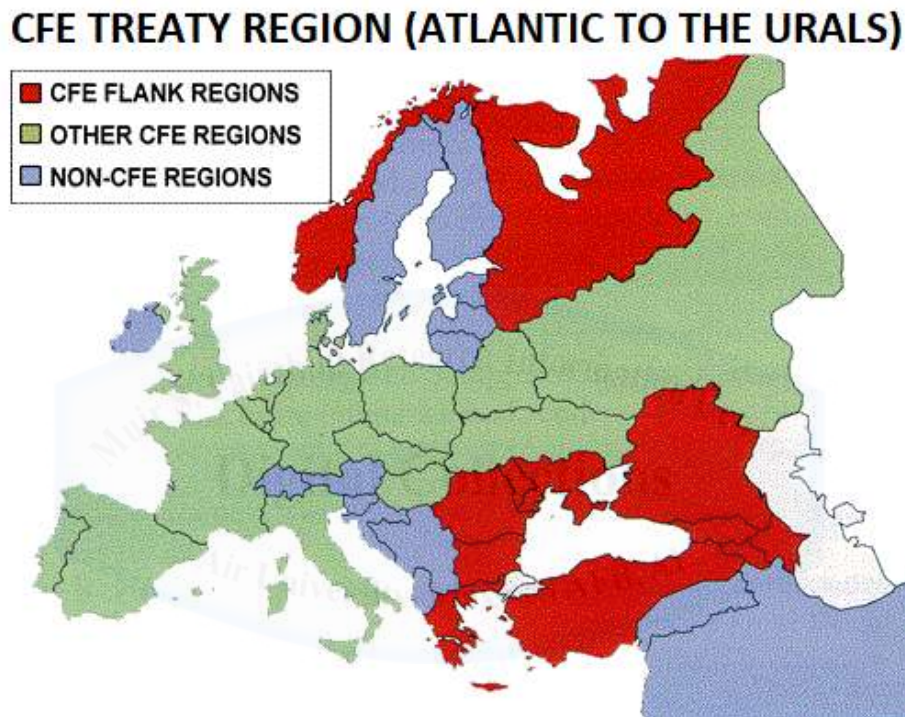 CFE TREATY REGION (ATLANTIC TO THE URALS)
CFE FLANK REGIONS
OTHER CFE REGIONS
NON-CFE REGIONS